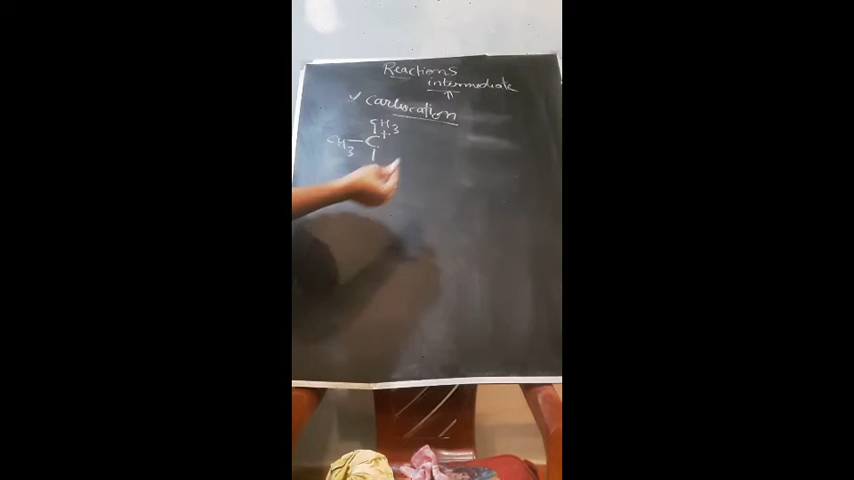 Reactions
intermediate
✓ Carbocation
CH3
CH3—C+